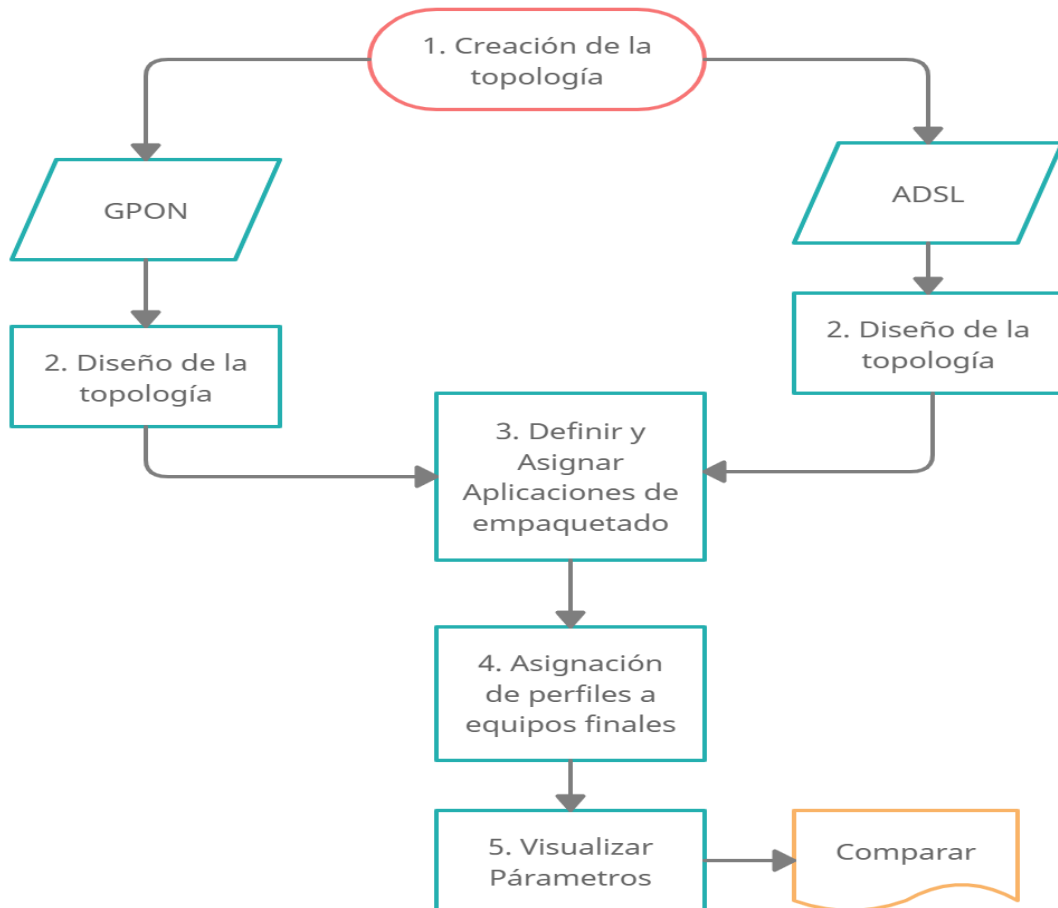 1. Creación de la
topología
GPON
ADSL
2. Diseño de la
topología
2. Diseño de la
topología
3. Definir y
Asignar
Aplicaciones de
empaquetado
4. Asignación
de perfiles a
equipos finales
5. Visualizar
Párametros
Comparar